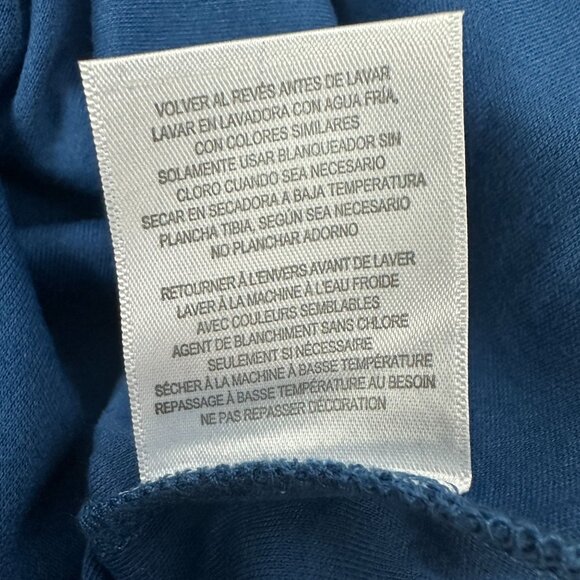 VOLVER AL REVÉS ANTES DE LAVAR
LAVAR EN LAVADORA CON AGUA FRÍA,
CON COLORES SIMILARES
SOLAMENTE USAR BLANQUEADOR SIN
CLORO CUANDO SEA NECESARIO
SECAR EN SECADORA A BAJA TEMPERATURA
PLANCHA TIBIA, SEGÚN SEA NECESARIO
NO PLANCHAR ADORNO
RETOURNER À L'ENVERS AVANT DE LAVER
LAVER À LA MACHINE À L'EAU FROIDE
AVEC COULEURS SEMBLABLES
AGENT DE BLANCHIMENT SANS CHLORE
SEULEMENT SI NÉCESSAIRE
SÉCHER À LA MACHINE À BASSE TEMPÉRATURE
REPASSAGE À BASSE TEMPÉRATURE AU BESOIN
NE PAS REPASSER DÉCORATION